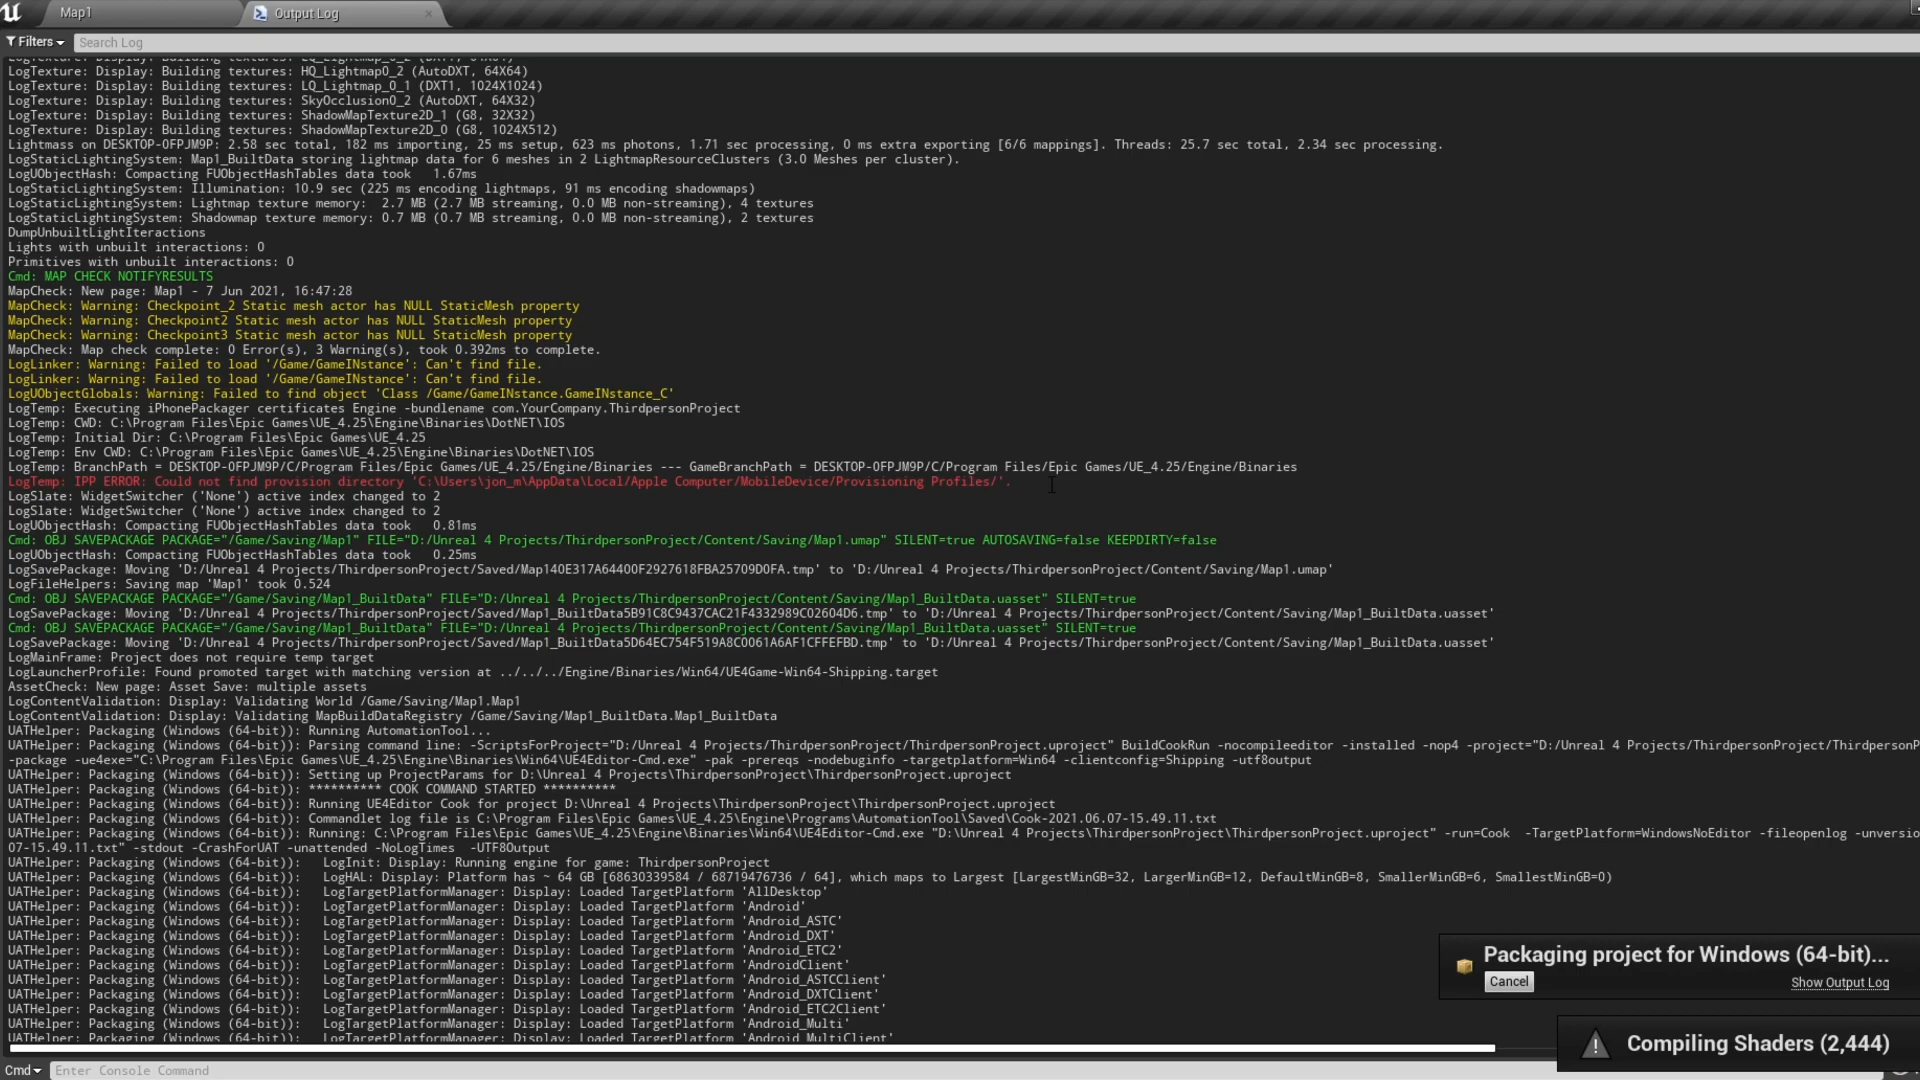 Map1
Output Log
Filters
Search Log
LogTexture: Display: Building textures: LQ_Lightmap_0_2 (DXT1, 64X64)
LogTexture: Display: Building textures: HQ_Lightmap0_2 (AutoDXT, 64X64)
LogTexture: Display: Building textures: LQ_Lightmap_0_1 (DXT1, 1024X1024)
LogTexture: Display: Building textures: SkyOcclusion0_2 (AutoDXT, 64X32)
LogTexture: Display: Building textures: ShadowMapTexture2D_1 (G8, 32X32)
LogTexture: Display: Building textures: ShadowMapTexture2D_0 (G8, 1024X512)
Lightmass on DESKTOP-0FPJM9P: 2.58 sec total, 182 ms importing, 25 ms setup, 623 ms photons, 1.71 sec processing, 0 ms extra exporting [6/6 mappings]. Threads: 25.7 sec total, 2.34 sec processing.
LogStaticLightingSystem: Map1_BuiltData storing lightmap data for 6 meshes in 2 LightmapResourceClusters (3.0 Meshes per cluster).
LogUObjectHash: Compacting FUObjectHashTables data took   1.67ms
LogStaticLightingSystem: Illumination: 10.9 sec (225 ms encoding lightmaps, 91 ms encoding shadowmaps)
LogStaticLightingSystem: Lightmap texture memory:  2.7 MB (2.7 MB streaming, 0.0 MB non-streaming), 4 textures
LogStaticLightingSystem: Shadowmap texture memory: 0.7 MB (0.7 MB streaming, 0.0 MB non-streaming), 2 textures
DumpUnbuiltLightIteractions
Lights with unbuilt interactions: 0
Primitives with unbuilt interactions: 0
Cmd: MAP CHECK NOTIFYRESULTS
MapCheck: New page: Map1 - 7 Jun 2021, 16:47:28
MapCheck: Warning: Checkpoint_2 Static mesh actor has NULL StaticMesh property
MapCheck: Warning: Checkpoint2 Static mesh actor has NULL StaticMesh property
MapCheck: Warning: Checkpoint3 Static mesh actor has NULL StaticMesh property
MapCheck: Map check complete: 0 Error(s), 3 Warning(s), took 0.392ms to complete.
LogLinker: Warning: Failed to load '/Game/GameINstance': Can't find file.
LogLinker: Warning: Failed to load '/Game/GameINstance': Can't find file.
LogUObjectGlobals: Warning: Failed to find object 'Class /Game/GameINstance.GameINstance_C'
LogTemp: Executing iPhonePackager certificates Engine -bundlename com.YourCompany.ThirdpersonProject
LogTemp: CWD: C:\Program Files\Epic Games\UE_4.25\Engine\Binaries\DotNET\IOS
LogTemp: Initial Dir: C:\Program Files\Epic Games\UE_4.25
LogTemp: Env CWD: C:\Program Files\Epic Games\UE_4.25\Engine\Binaries\DotNET\IOS
LogTemp: BranchPath = DESKTOP-0FPJM9P/C/Program Files/Epic Games/UE_4.25/Engine/Binaries --- GameBranchPath = DESKTOP-0FPJM9P/C/Program Files/Epic Games/UE_4.25/Engine/Binaries
LogTemp: IPP ERROR: Could not find provision directory 'C:\Users\jon_m\AppData\Local/Apple Computer/MobileDevice/Provisioning Profiles/'.
LogSlate: WidgetSwitcher ('None') active index changed to 2
LogSlate: WidgetSwitcher ('None') active index changed to 2
LogUObjectHash: Compacting FUObjectHashTables data took   0.81ms
Cmd: OBJ SAVEPACKAGE PACKAGE="/Game/Saving/Map1" FILE="D:/Unreal 4 Projects/ThirdpersonProject/Content/Saving/Map1.umap" SILENT=true AUTOSAVING=false KEEPDIRTY=false
LogUObjectHash: Compacting FUObjectHashTables data took   0.25ms
LogSavePackage: Moving 'D:/Unreal 4 Projects/ThirdpersonProject/Saved/Map140E317A64400F2927618FBA25709D0FA.tmp' to 'D:/Unreal 4 Projects/ThirdpersonProject/Content/Saving/Map1.umap'
LogFileHelpers: Saving map 'Map1' took 0.524
Cmd: OBJ SAVEPACKAGE PACKAGE="/Game/Saving/Map1_BuiltData" FILE="D:/Unreal 4 Projects/ThirdpersonProject/Content/Saving/Map1_BuiltData.uasset" SILENT=true
LogSavePackage: Moving 'D:/Unreal 4 Projects/ThirdpersonProject/Saved/Map1_BuiltData5B91C8C9437CAC21F4332989C02604D6.tmp' to 'D:/Unreal 4 Projects/ThirdpersonProject/Content/Saving/Map1_BuiltData.uasset'
Cmd: OBJ SAVEPACKAGE PACKAGE="/Game/Saving/Map1_BuiltData" FILE="D:/Unreal 4 Projects/ThirdpersonProject/Content/Saving/Map1_BuiltData.uasset" SILENT=true
LogSavePackage: Moving 'D:/Unreal 4 Projects/ThirdpersonProject/Saved/Map1_BuiltData5D64EC754F519A8C0061A6AF1CFFEFBD.tmp' to 'D:/Unreal 4 Projects/ThirdpersonProject/Content/Saving/Map1_BuiltData.uasset'
LogMainFrame: Project does not require temp target
LogLauncherProfile: Found promoted target with matching version at ../../../Engine/Binaries/Win64/UE4Game-Win64-Shipping.target
AssetCheck: New page: Asset Save: multiple assets
LogContentValidation: Display: Validating World /Game/Saving/Map1.Map1
LogContentValidation: Display: Validating MapBuildDataRegistry /Game/Saving/Map1_BuiltData.Map1_BuiltData
UATHelper: Packaging (Windows (64-bit)): Running AutomationTool...
UATHelper: Packaging (Windows (64-bit)): Parsing command line: -ScriptsForProject="D:/Unreal 4 Projects/ThirdpersonProject/ThirdpersonProject.uproject" BuildCookRun -nocompileeditor -installed -nop4 -project="D:/Unreal 4 Projects/ThirdpersonProject/ThirdpersonP
-package -ue4exe="C:\Program Files\Epic Games\UE_4.25\Engine\Binaries\Win64\UE4Editor-Cmd.exe" -pak -prereqs -nodebuginfo -targetplatform=Win64 -clientconfig=Shipping -utf8output
UATHelper: Packaging (Windows (64-bit)): Setting up ProjectParams for D:\Unreal 4 Projects\ThirdpersonProject\ThirdpersonProject.uproject
UATHelper: Packaging (Windows (64-bit)): ********** COOK COMMAND STARTED **********
UATHelper: Packaging (Windows (64-bit)): Running UE4Editor Cook for project D:\Unreal 4 Projects\ThirdpersonProject\ThirdpersonProject.uproject
UATHelper: Packaging (Windows (64-bit)): Commandlet log file is C:\Program Files\Epic Games\UE_4.25\Engine\Programs\AutomationTool\Saved\Cook-2021.06.07-15.49.11.txt
UATHelper: Packaging (Windows (64-bit)): Running: C:\Program Files\Epic Games\UE_4.25\Engine\Binaries\Win64\UE4Editor-Cmd.exe "D:\Unreal 4 Projects\ThirdpersonProject\ThirdpersonProject.uproject" -run=Cook  -TargetPlatform=WindowsNoEditor -fileopenlog -unversio
07-15.49.11.txt" -stdout -CrashForUAT -unattended -NoLogTimes  -UTF8Output
UATHelper: Packaging (Windows (64-bit)):   LogInit: Display: Running engine for game: ThirdpersonProject
UATHelper: Packaging (Windows (64-bit)):   LogHAL: Display: Platform has ~ 64 GB [68630339584 / 68719476736 / 64], which maps to Largest [LargestMinGB=32, LargerMinGB=12, DefaultMinGB=8, SmallerMinGB=6, SmallestMinGB=0)
UATHelper: Packaging (Windows (64-bit)):   LogTargetPlatformManager: Display: Loaded TargetPlatform 'AllDesktop'
UATHelper: Packaging (Windows (64-bit)):   LogTargetPlatformManager: Display: Loaded TargetPlatform 'Android'
UATHelper: Packaging (Windows (64-bit)):   LogTargetPlatformManager: Display: Loaded TargetPlatform 'Android_ASTC'
UATHelper: Packaging (Windows (64-bit)):   LogTargetPlatformManager: Display: Loaded TargetPlatform 'Android_DXT'
UATHelper: Packaging (Windows (64-bit)):   LogTargetPlatformManager: Display: Loaded TargetPlatform 'Android_ETC2'
UATHelper: Packaging (Windows (64-bit)):   LogTargetPlatformManager: Display: Loaded TargetPlatform 'AndroidClient'
UATHelper: Packaging (Windows (64-bit)):   LogTargetPlatformManager: Display: Loaded TargetPlatform 'Android_ASTCClient'
UATHelper: Packaging (Windows (64-bit)):   LogTargetPlatformManager: Display: Loaded TargetPlatform 'Android_DXTClient'
UATHelper: Packaging (Windows (64-bit)):   LogTargetPlatformManager: Display: Loaded TargetPlatform 'Android_ETC2Client'
UATHelper: Packaging (Windows (64-bit)):   LogTargetPlatformManager: Display: Loaded TargetPlatform 'Android_Multi'
UATHelper: Packaging (Windows (64-bit)):   LogTargetPlatformManager: Display: Loaded TargetPlatform 'Android_MultiClient'
Packaging project for Windows (64-bit)...
Cancel
Show Output Log
Compiling Shaders (2,444)
Cmd
Enter Console Command